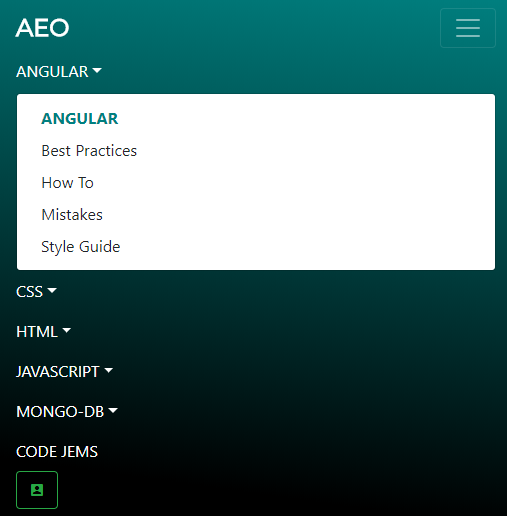 AEO
ANGULAR
ANGULAR
Best Practices
How To
Mistakes
Style Guide
CSS
HTML
JAVASCRIPT
MONGO-DB
CODE JEMS